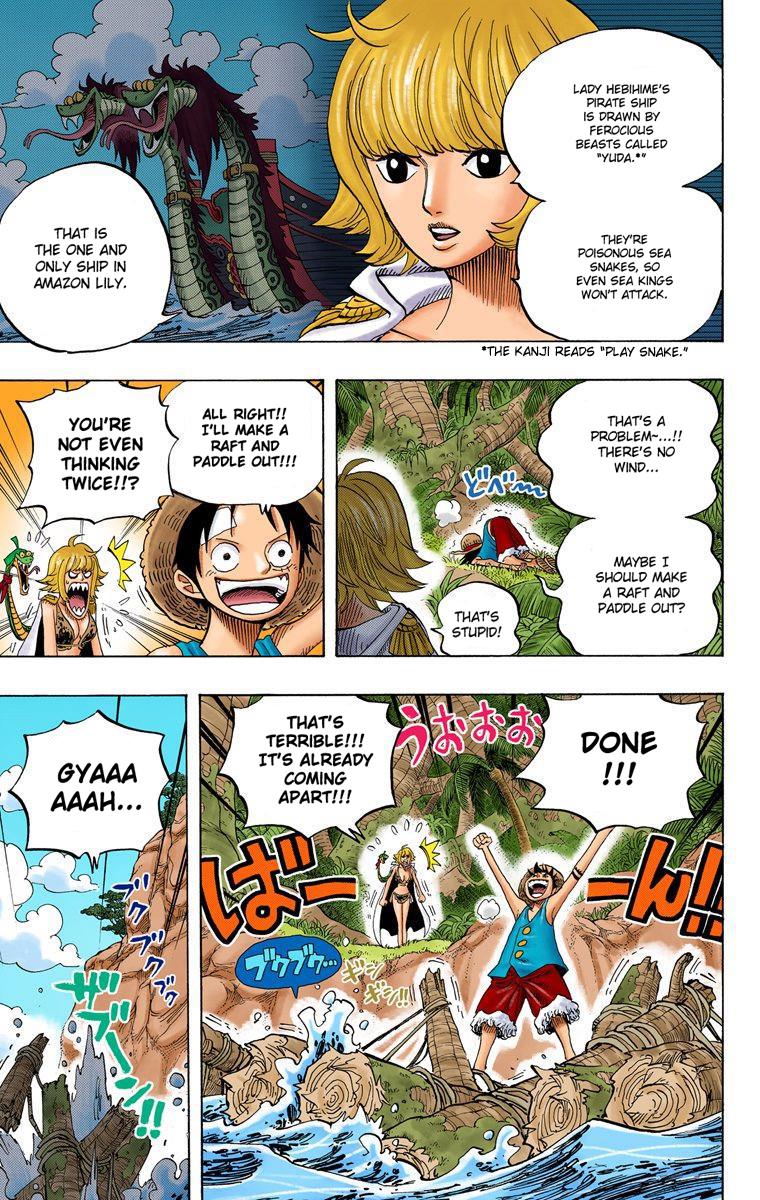 LADY HEBIHIME'S
PIRATE SHIP
IS DRAWN BY
FEROCIOUS
BEASTS CALLED
"YUDA.*"
THEY'RE
POISONOUS SEA
SNAKES, SO
EVEN SEA KINGS
WON'T ATTACK.
THAT IS
THE ONE AND
ONLY SHIP IN
AMAZON LILY.
*THE KANJI READS "PLAY SNAKE."
THAT'S A
PROBLEM~...!!
THERE'S NO
WIND...
どべ〜〜
MAYBE I
SHOULD MAKE
A RAFT AND
PADDLE OUT?
THAT'S
STUPID!
ALL RIGHT!!
I'LL MAKE A
RAFT AND
PADDLE OUT!!!
YOU'RE
NOT EVEN
THINKING
TWICE!!?
DONE
!!!
うおおお
THAT'S
TERRIBLE!!!
IT'S ALREADY
COMING
APART!!!
ばーーん!!
ブクブク...
ギシ
ギシ!!
GYAAA
AAAH...
ブク
ブク
ブク
ザブーン!!